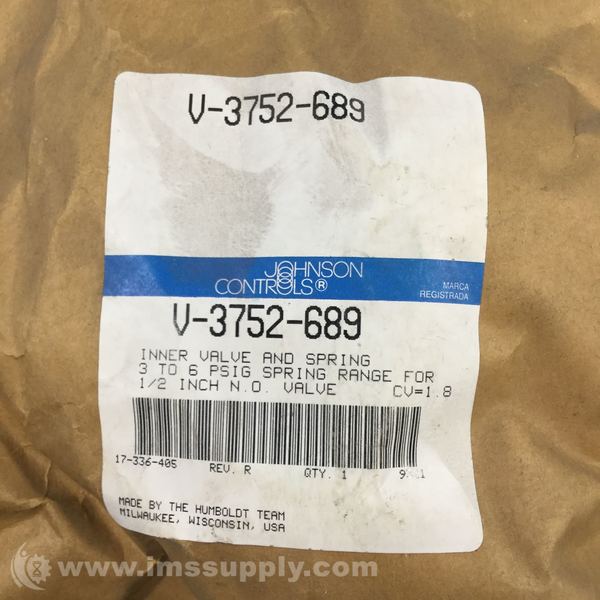 V-3752-689
JOHNSON
CONTROLS®
MARCA
REGISTRADA
V-3752-689
INNER VALVE AND SPRING
3 TO 6 PSIG SPRING RANGE FOR
1/2 INCH N.O. VALVE CV=1.8
17-336-405 REV. R QTY. 1
MADE BY THE HUMBOLDT TEAM
MILWAUKEE, WISCONSIN, USA
www.imssupply.com